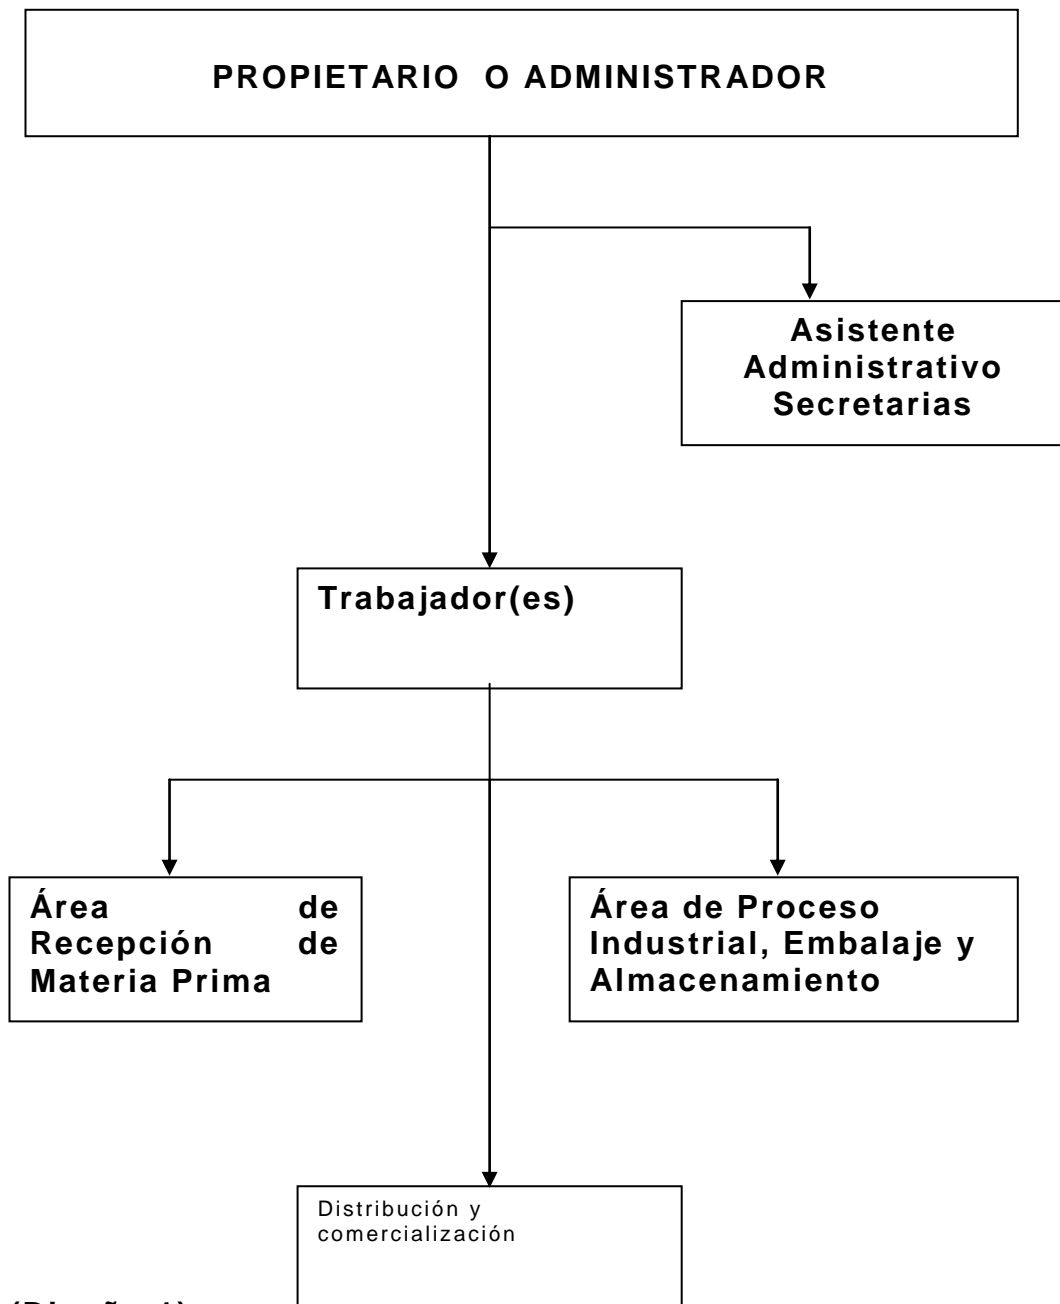 PROPIETARIO O ADMINISTRADOR
Asistente
Administrativo
Secretarias
Trabajador(es)
Área de
Recepción de
Materia Prima
Área de Proceso
Industrial, Embalaje y
Almacenamiento
Distribución y
comercialización